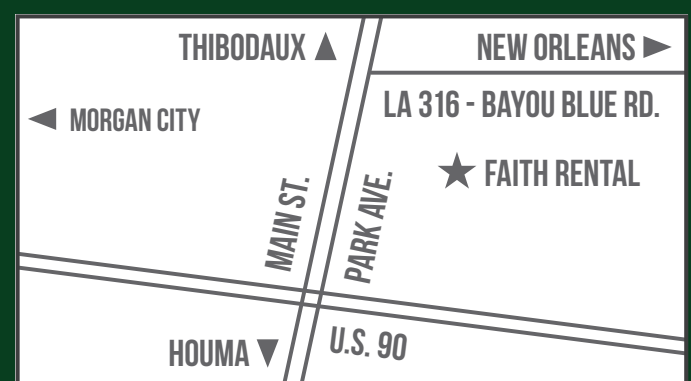 THIBODAUX
NEW ORLEANS
LA 316 - BAYOU BLUE RD.
MORGAN CITY
FAITH RENTAL
MAIN ST.
PARK AVE.
U.S. 90
HOUMA